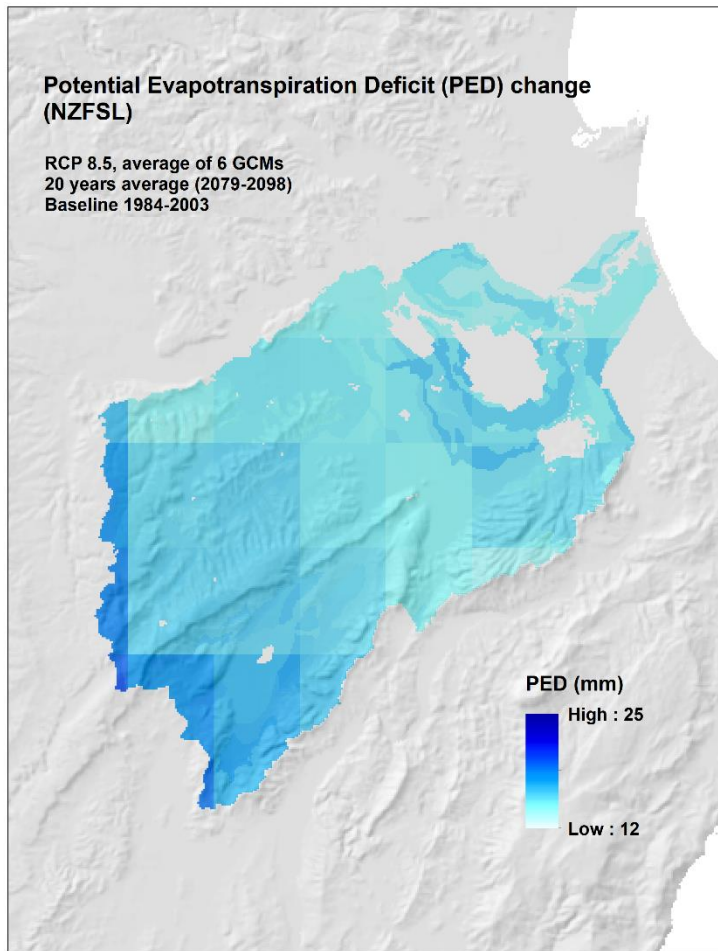 Potential Evapotranspiration Deficit (PED) change
(NZFSL)
RCP 8.5, average of 6 GCMs
20 years average (2079-2098)
Baseline 1984-2003
PED (mm)
High : 25
Low : 12